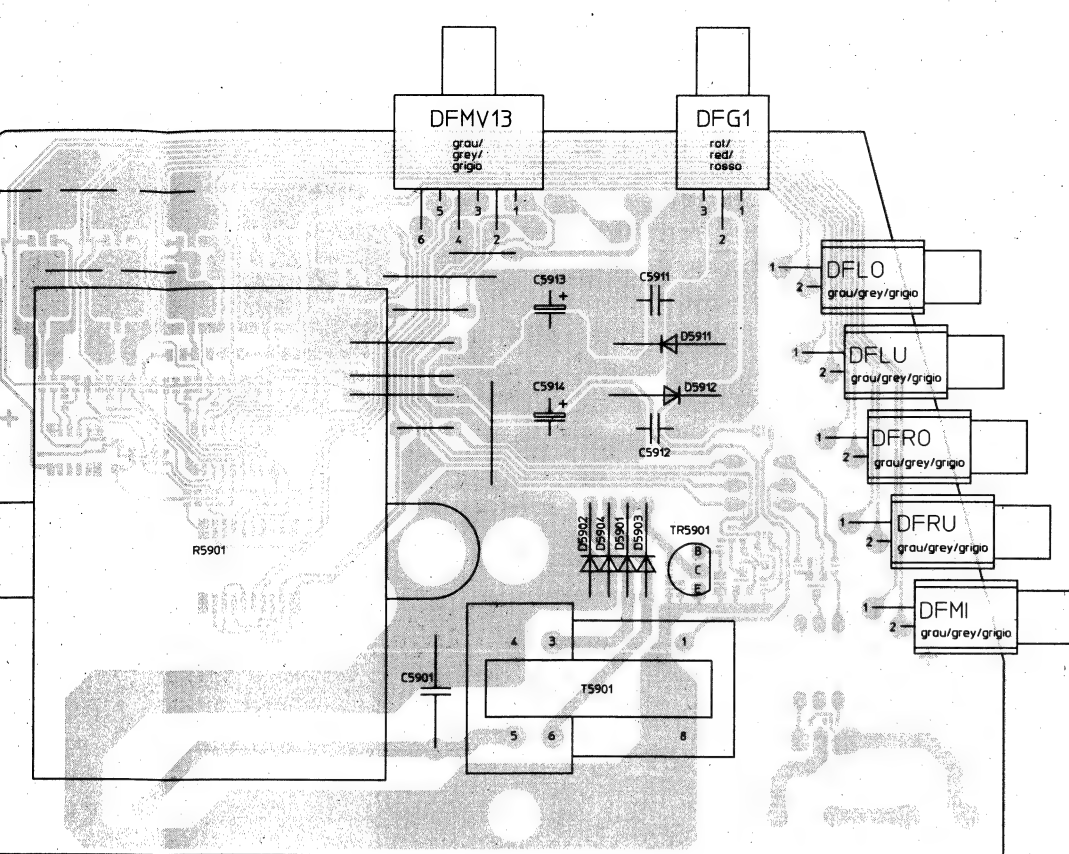 DFMV13
grau/
grey/
grigio
5
3
1
6
4
2
DFG1
rot/
red/
rosso
3
1
2
1
DFLO
2
grau/grey/grigio
1
DFLU
2
grau/grey/grigio
1
DFRO
2
grau/grey/grigio
1
DFRU
2
grau/grey/grigio
1
DFMI
2
grau/grey/grigio
C5913
+
C5911
D5911
C5914
+
D5912
C5912
+
R5901
D5902
D5904
D5901
D5903
TR5901
B
C
E
4
3
1
C5901
T5901
5
6
8